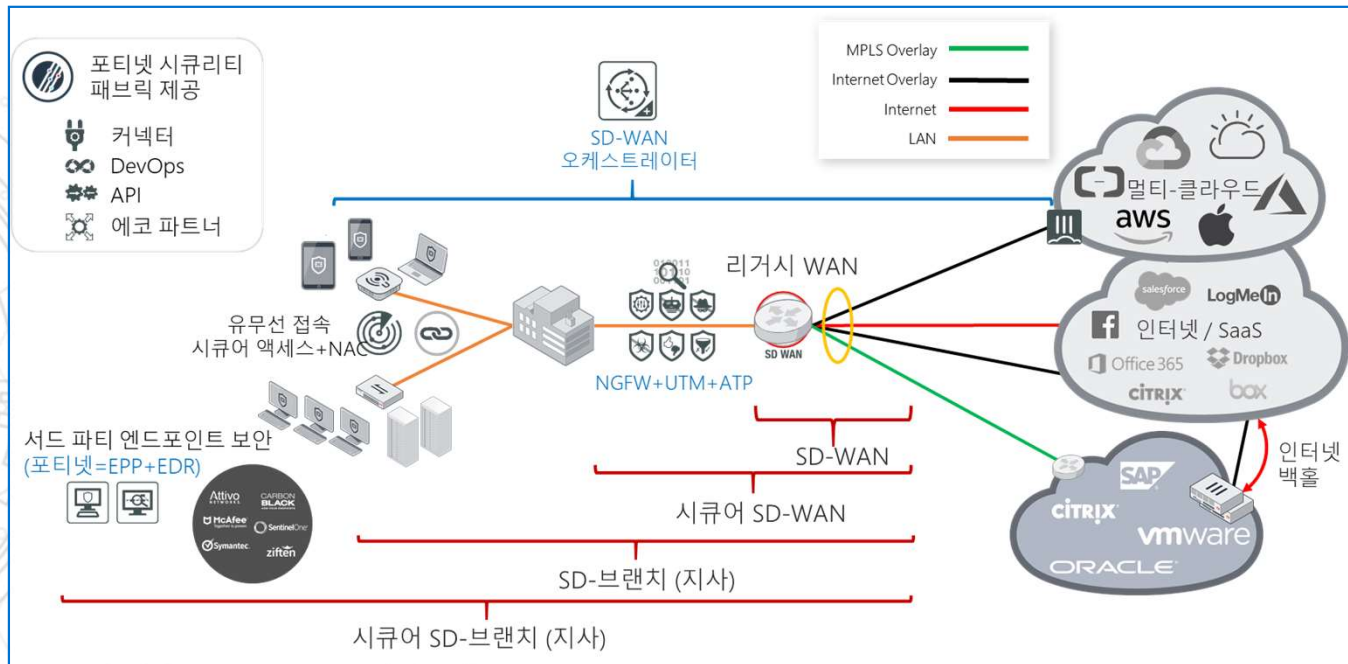 포티넷 시큐리티
패브릭 제공
커넥터
DevOps
API
에코 파트너
SD-WAN
오케스트레이터
MPLS Overlay
Internet Overlay
Internet
LAN
멀티-클라우드
aws
리거시 WAN
salesforce
LogMeIn
인터넷 / SaaS
Office 365
Dropbox
CİTRIX
box
유무선 접속
시큐어 액세스+NAC
010011
SD WAN
NGFW+UTM+ATP
서드 파티 엔드포인트 보안
(포티넷=EPP+EDR)
Attivo
NETWORKS
CARBON
BLACK
McAfee
SentinelOne
Symantec
ziften
SD-WAN
시큐어 SD-WAN
SD-브랜치 (지사)
시큐어 SD-브랜치 (지사)
인터넷
백홀
SAP
CİTRIX
vmware
ORACLE